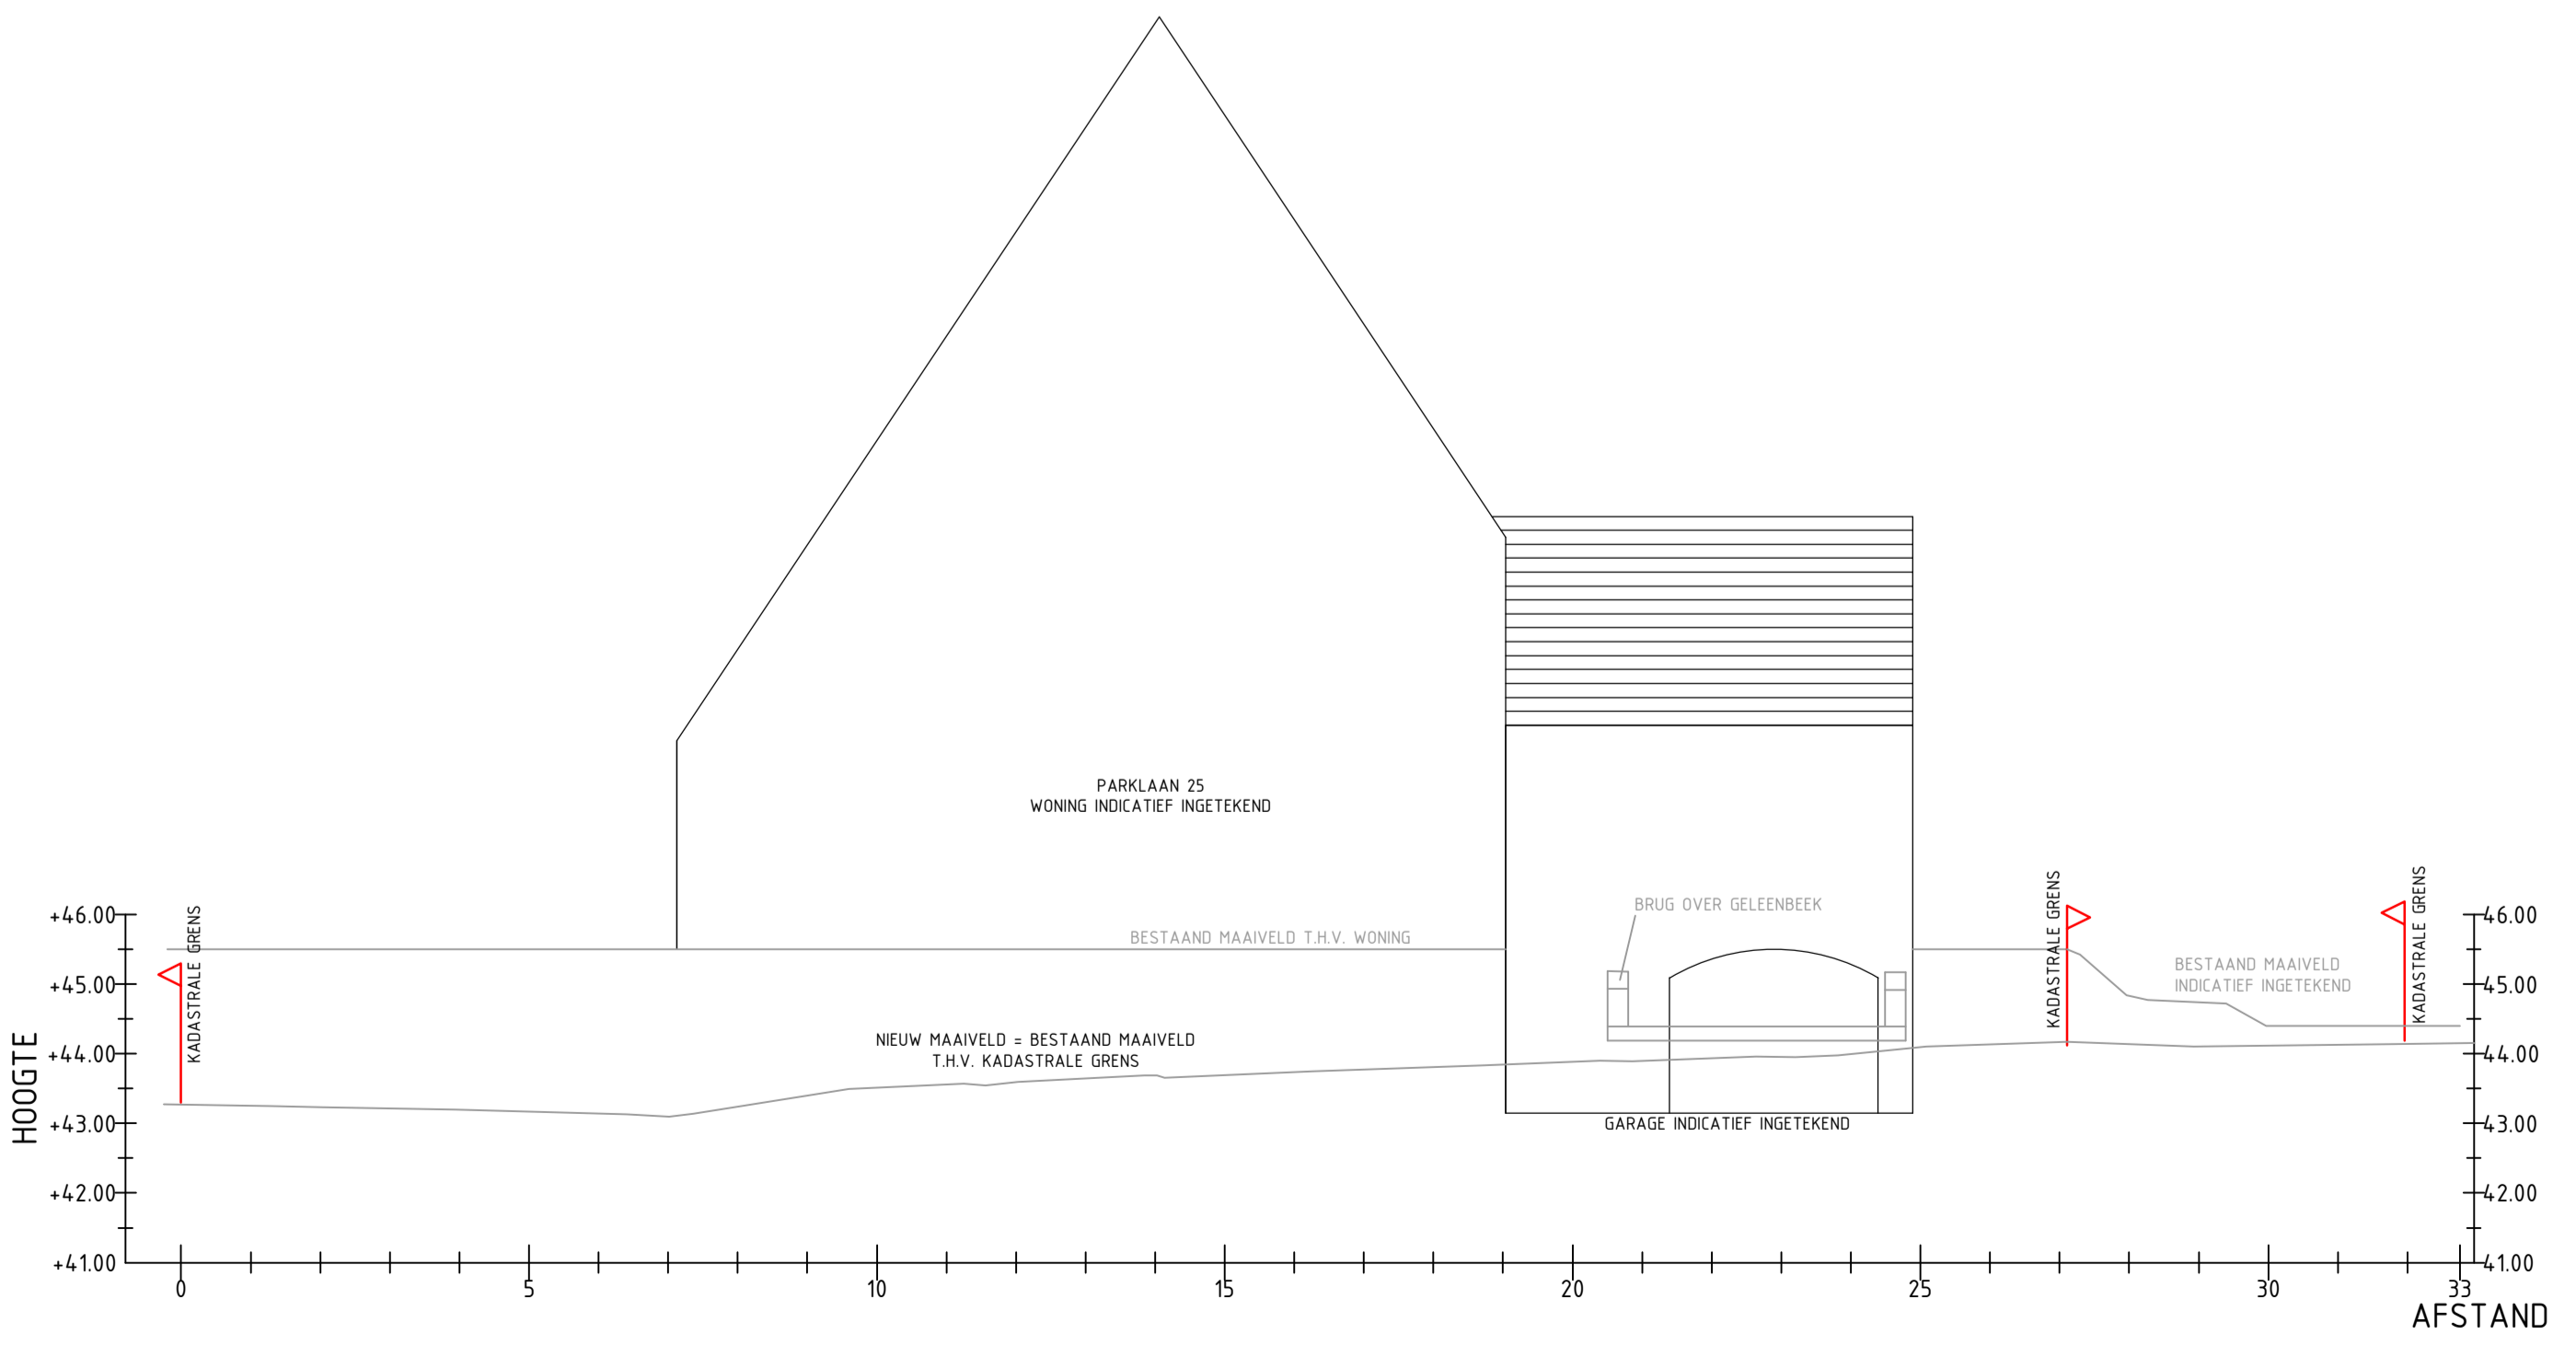 PARKLAAN 25
WONING INDICATIEF INGETEKEND
BRUG OVER GELEENBEEK
BESTAAND MAAIVELD T.H.V. WONING
KADASTRALE GRENS
KADASTRALE GRENS
KADASTRALE GRENS
BESTAAND MAAIVELD
INDICATIEF INGETEKEND
NIEUW MAAIVELD = BESTAAND MAAIVELD
T.H.V. KADASTRALE GRENS
GARAGE INDICATIEF INGETEKEND
HOOGTE
+46.00
+45.00
+44.00
+43.00
+42.00
+41.00
46.00
45.00
44.00
43.00
42.00
41.00
0 5 10 15 20 25 30 33
AFSTAND